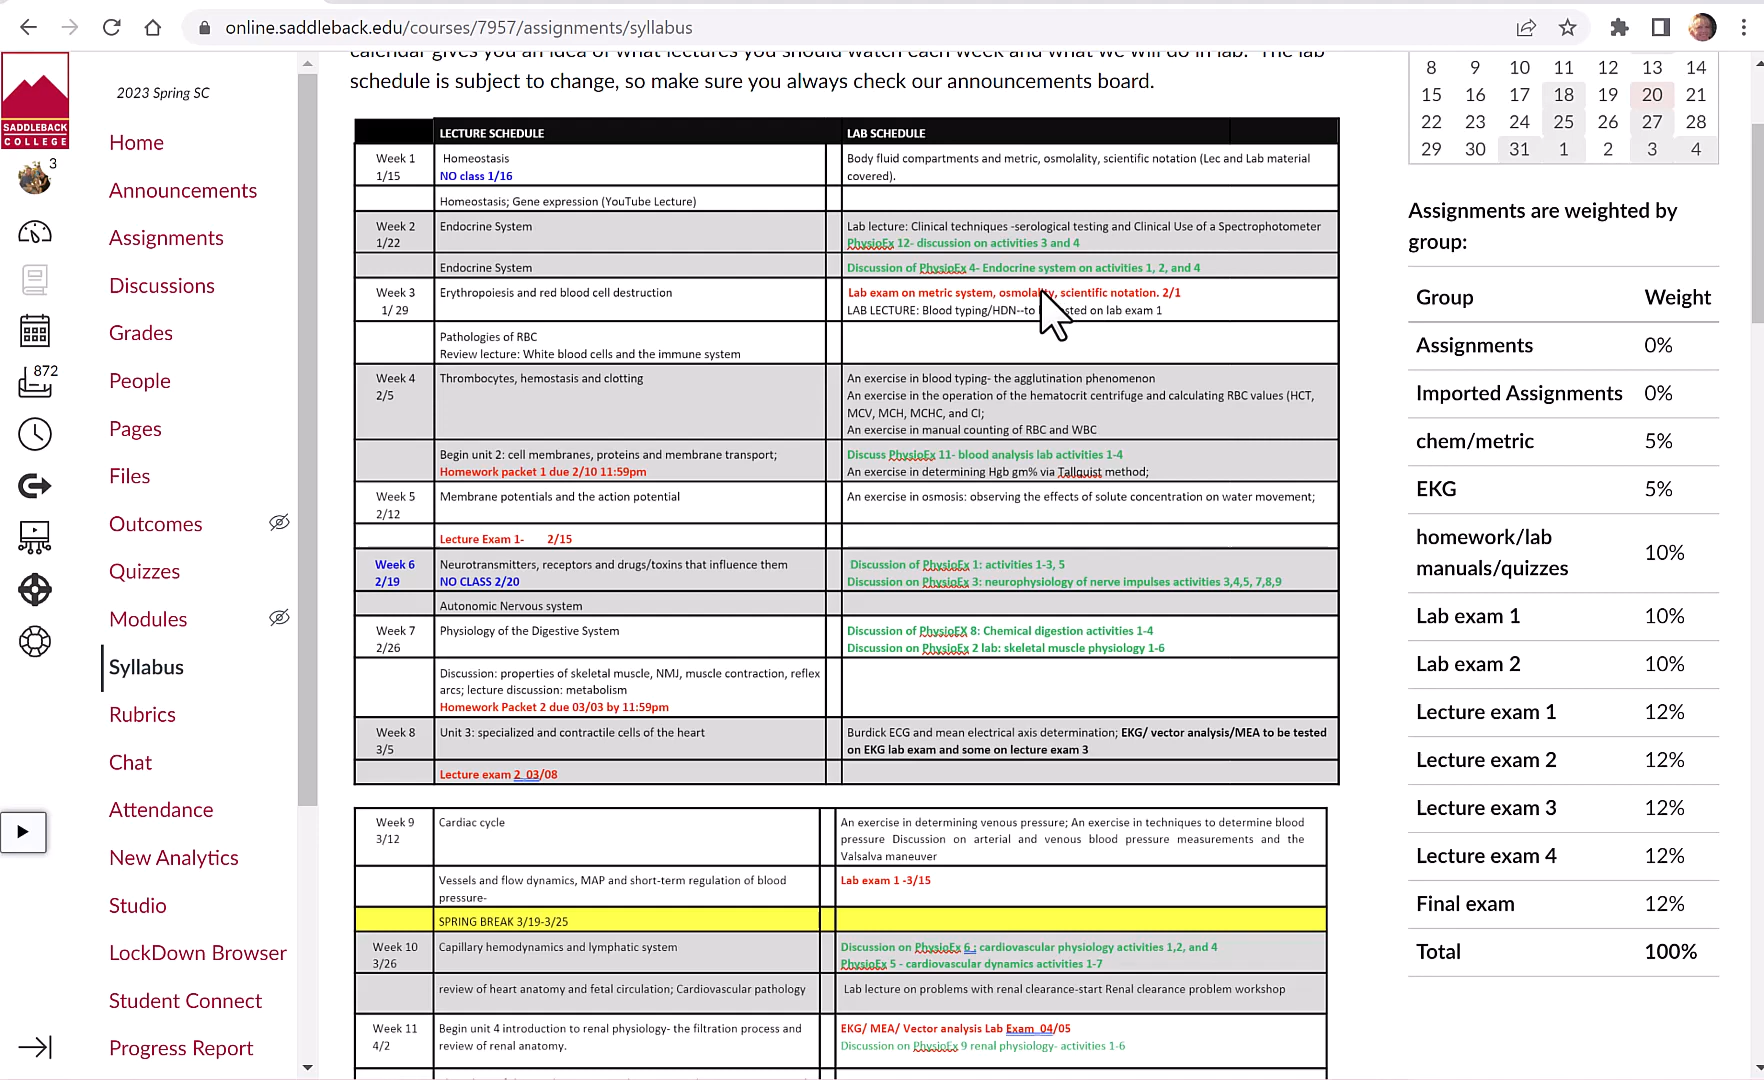 online.saddleback.edu/courses/7957/assignments/syllabus
calendar gives you an idea of what lectures you should watch each week and what we will do in lab. The lab
schedule is subject to change, so make sure you always check our announcements board.
SADDLEBACK
COLLEGE
3
872
2023 Spring SC
Home
Announcements
Assignments
Discussions
Grades
People
Pages
Files
Outcomes
Quizzes
Modules
Syllabus
Rubrics
Chat
Attendance
New Analytics
Studio
LockDown Browser
Student Connect
Progress Report
LECTURE SCHEDULE LAB SCHEDULE
Week 1 Homeostasis Body fluid compartments and metric, osmolality, scientific notation (Lec and Lab material
1/15 NO class 1/16 covered).
Homeostasis; Gene expression (YouTube Lecture)
Week 2 Endocrine System Lab lecture: Clinical techniques -serological testing and Clinical Use of a Spectrophotometer
1/22 PhysioEx 12- discussion on activities 3 and 4
Endocrine System Discussion of PhysioEx 4- Endocrine system on activities 1, 2, and 4
Week 3 Erythropoiesis and red blood cell destruction Lab exam on metric system, osmolality, scientific notation. 2/1
1/ 29 LAB LECTURE: Blood typing/HDN--to on lab exam 1
Pathologies of RBC
Review lecture: White blood cells and the immune system
Week 4 Thrombocytes, hemostasis and clotting An exercise in blood typing- the agglutination phenomenon
2/5 An exercise in the operation of the hematocrit centrifuge and calculating RBC values (HCT,
MCV, MCH, MCHC, and CI;
An exercise in manual counting of RBC and WBC
Begin unit 2: cell membranes, proteins and membrane transport; Discuss PhysioEx 11- blood analysis lab activities 1-4
Homework packet 1 due 2/10 11:59pm An exercise in determining Hgb gm% via Tallquist method;
Week 5 Membrane potentials and the action potential An exercise in osmosis: observing the effects of solute concentration on water movement;
2/12
Lecture Exam 1- 2/15
Week 6 Neurotransmitters, receptors and drugs/toxins that influence them Discussion of PhysioEx 1: activities 1-3, 5
2/19 NO CLASS 2/20 Discussion on PhysioEx 3: neurophysiology of nerve impulses activities 3,4,5, 7,8,9
Autonomic Nervous system
Week 7 Physiology of the Digestive System Discussion of PhysioEX 8: Chemical digestion activities 1-4
2/26 Discussion on PhysioEx 2 lab: skeletal muscle physiology 1-6
Discussion: properties of skeletal muscle, NMJ, muscle contraction, reflex
arcs; lecture discussion: metabolism
Homework Packet 2 due 03/03 by 11:59pm
Week 8 Unit 3: specialized and contractile cells of the heart Burdick ECG and mean electrical axis determination; EKG/ vector analysis/MEA to be tested
3/5 on EKG lab exam and some on lecture exam 3
Lecture exam 2 03/08
Week 9 Cardiac cycle An exercise in determining venous pressure; An exercise in techniques to determine blood
3/12 pressure Discussion on arterial and venous blood pressure measurements and the
Valsalva maneuver
Vessels and flow dynamics, MAP and short-term regulation of blood Lab exam 1 -3/15
pressure-
SPRING BREAK 3/19-3/25
Week 10 Capillary hemodynamics and lymphatic system Discussion on PhysioEx 6 : cardiovascular physiology activities 1,2, and 4
3/26 PhysioEx 5 - cardiovascular dynamics activities 1-7
review of heart anatomy and fetal circulation; Cardiovascular pathology Lab lecture on problems with renal clearance-start Renal clearance problem workshop
Week 11 Begin unit 4 introduction to renal physiology- the filtration process and EKG/ MEA/ Vector analysis Lab Exam 04/05
4/2 review of renal anatomy. Discussion on PhysioEx 9 renal physiology- activities 1-6
8 9 10 11 12 13 14
15 16 17 18 19 20 21
22 23 24 25 26 27 28
29 30 31 1 2 3 4
Assignments are weighted by
group:
Group Weight
Assignments 0%
Imported Assignments 0%
chem/metric 5%
EKG 5%
homework/lab
manuals/quizzes 10%
Lab exam 1 10%
Lab exam 2 10%
Lecture exam 1 12%
Lecture exam 2 12%
Lecture exam 3 12%
Lecture exam 4 12%
Final exam 12%
Total 100%